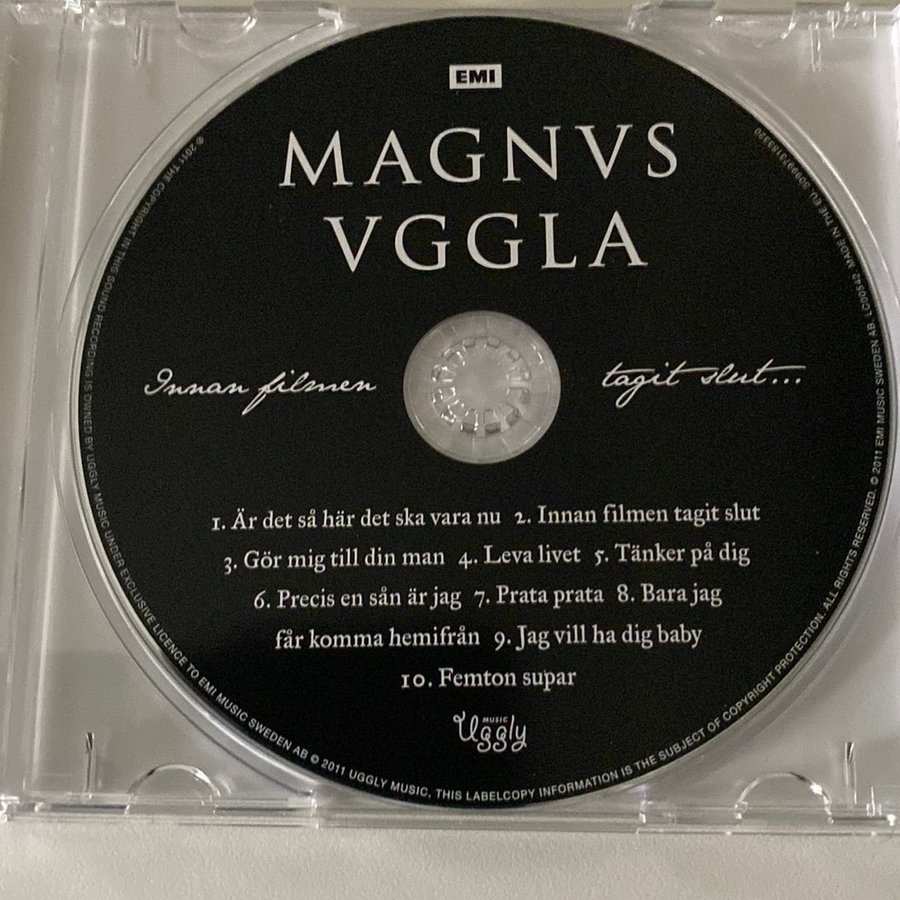 EMI
MAGNVS
VGGLA
Innan filmen tagit slut...
1. Är det så här det ska vara nu 2. Innan filmen tagit slut
3. Gör mig till din man 4. Leva livet 5. Tänker på dig
6. Precis en sån är jag 7. Prata prata 8. Bara jag
får komma hemifrån 9. Jag vill ha dig baby
10. Femton supar
MUSIC
Uggly
℗ 2011 THE COPYRIGHT IN THIS SOUND RECORDING IS OWNED BY UGGLY MUSIC UNDER EXCLUSIVE LICENCE TO EMI MUSIC SWEDEN AB © 2011 UGGLY MUSIC, THIS LABELCOPY INFORMATION IS THE SUBJECT OF COPYRIGHT PROTECTION. ALL RIGHTS RESERVED. © 2011 EMI MUSIC SWEDEN AB. LC00542 MADE IN THE EU